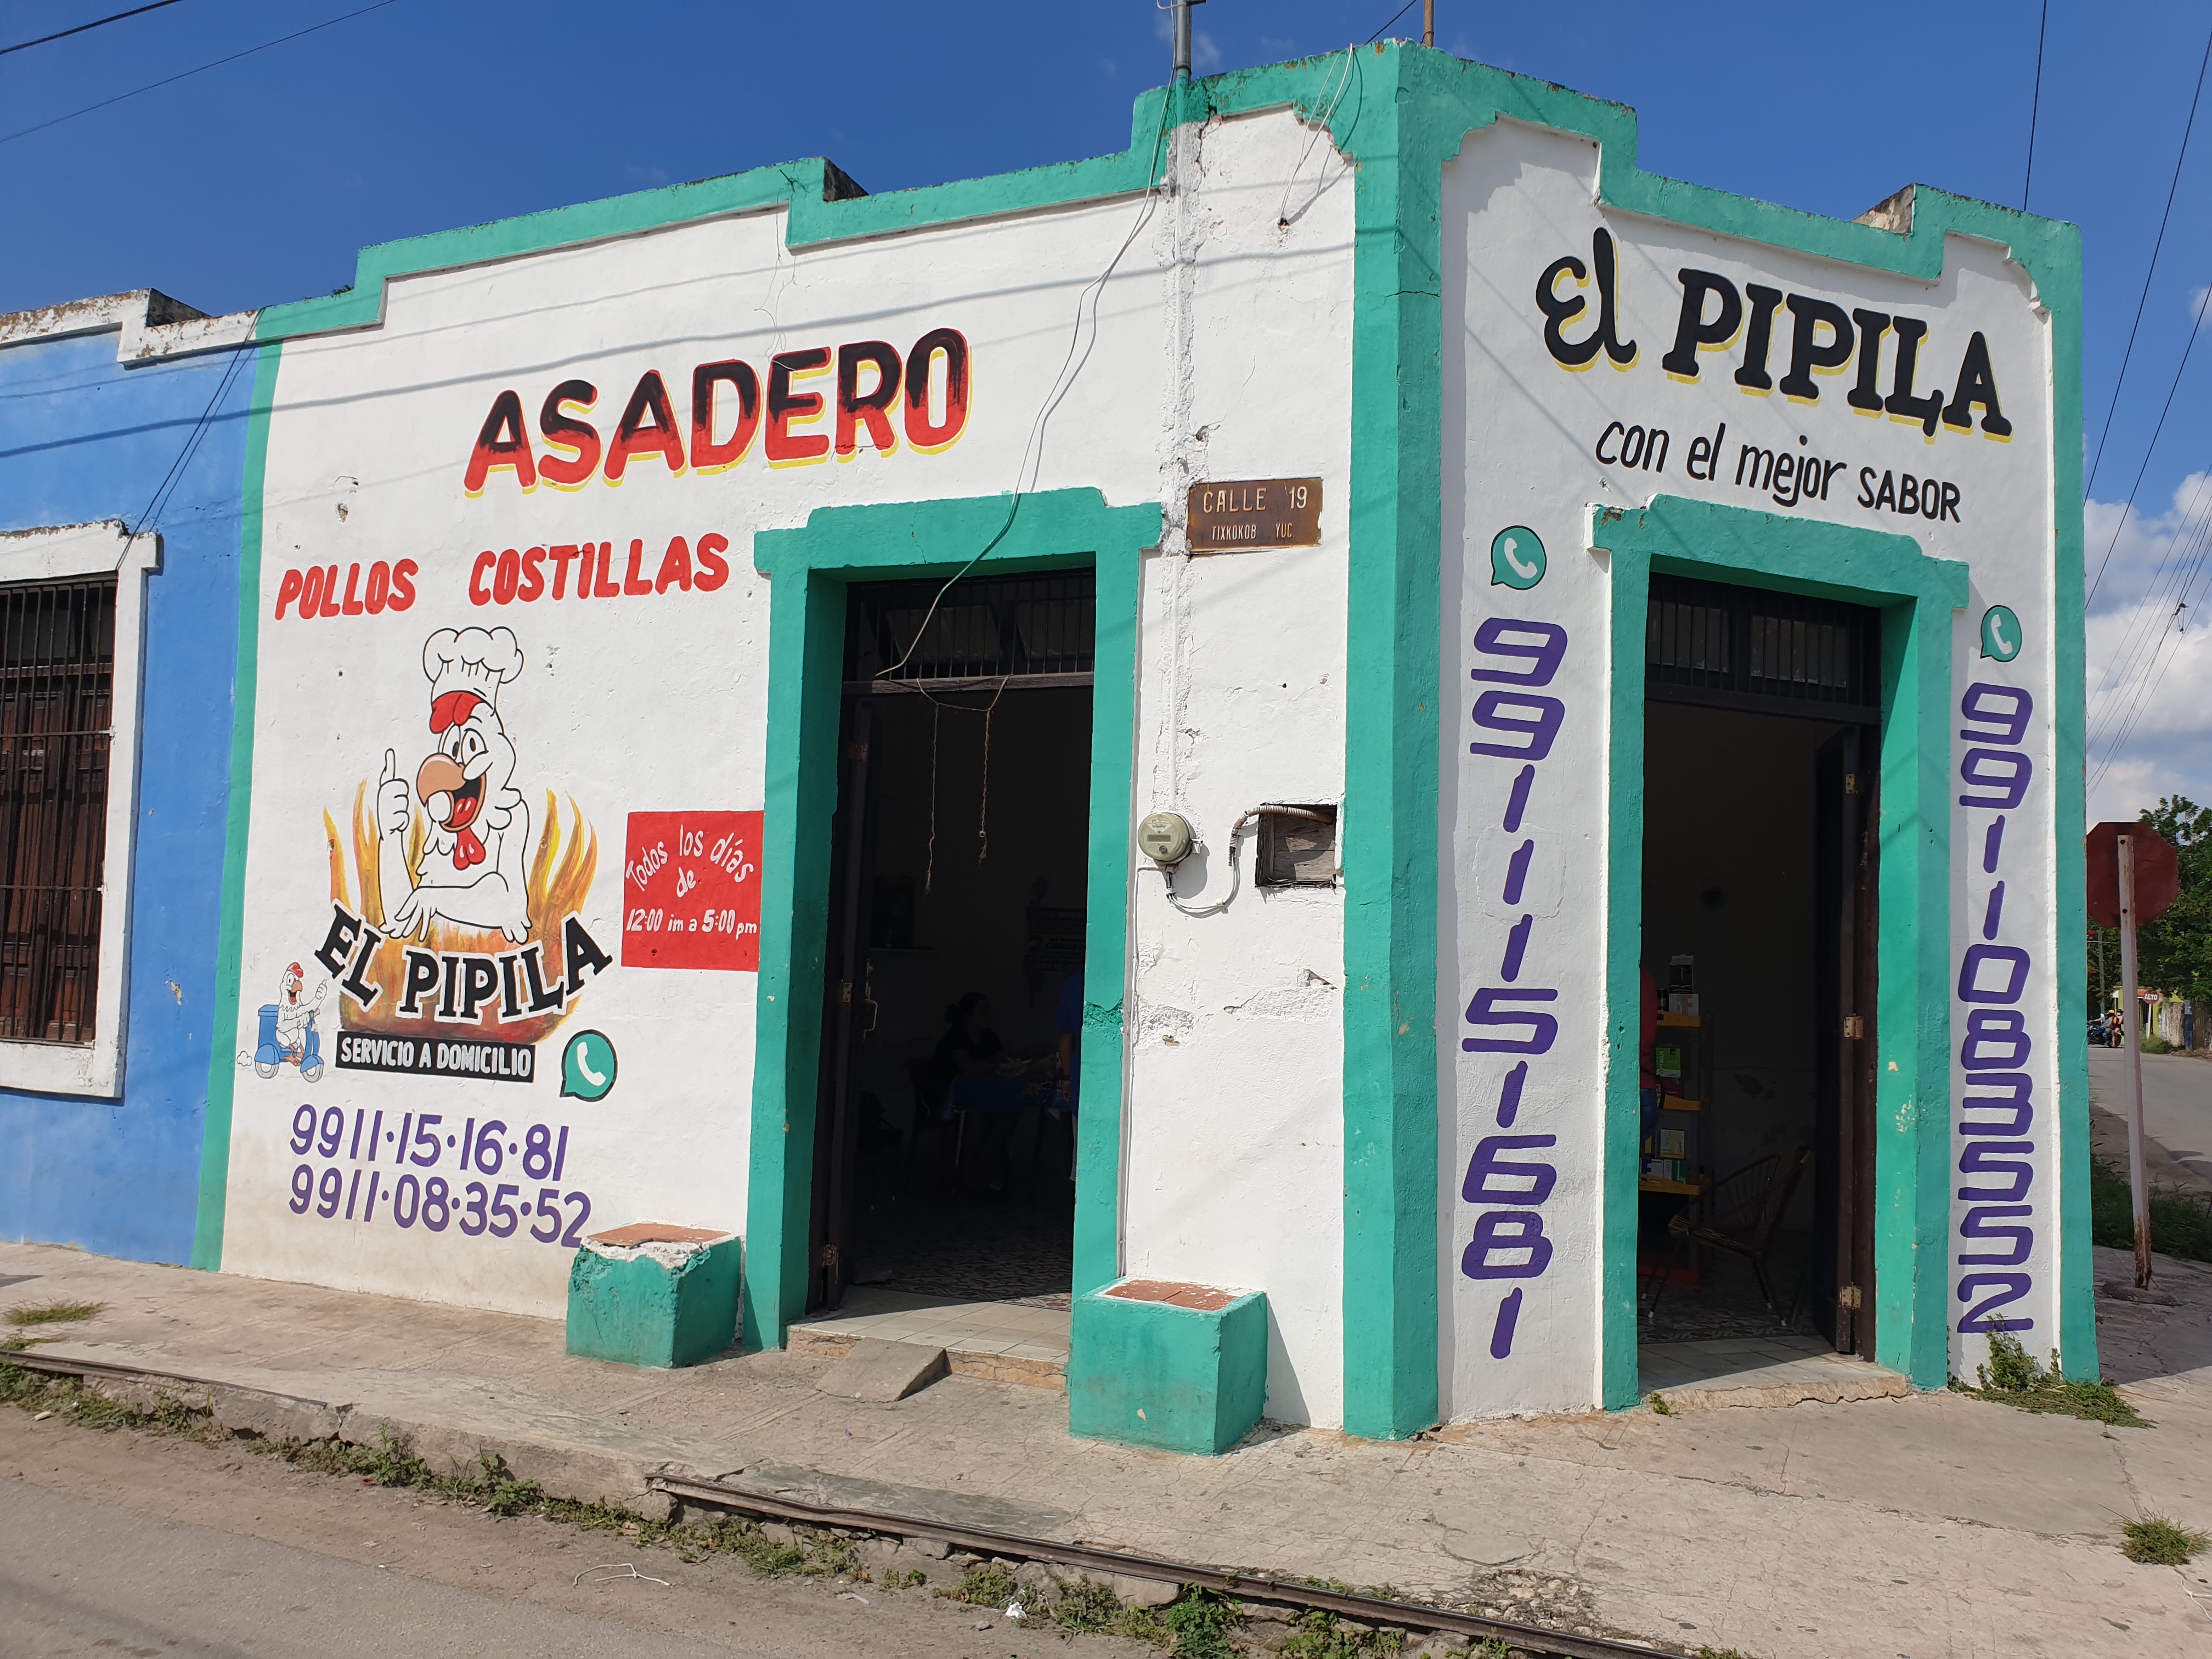 ASADERO
POLLOS COSTILLAS
Todos los días
de
12:00 im a 5:00 pm
EL PIPILA
SERVICIO A DOMICILIO
9911·15·16·81
9911·08·35·52
CALLE 19
TIXKOKOB YUC
El PIPILA
con el mejor SABOR
9911151681
9911083552
ALTO